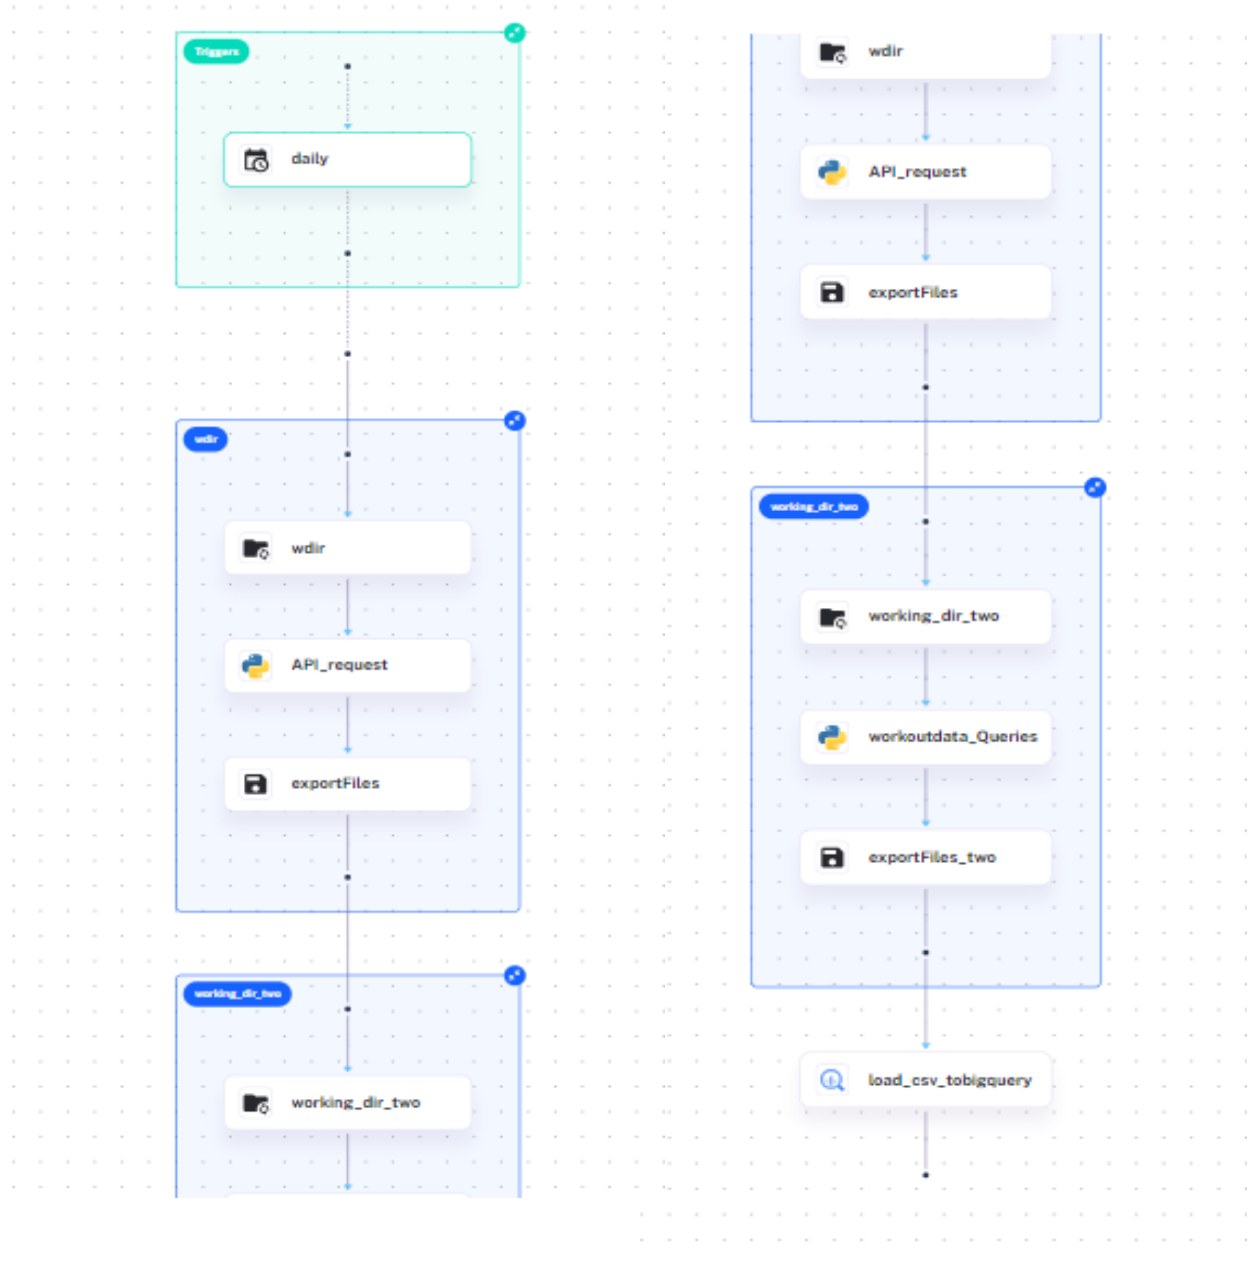 Triggers
daily
wdir
wdir
API_request
exportFiles
working_dir_two
working_dir_two
wdir
API_request
exportFiles
working_dir_two
working_dir_two
workoutdata_Queries
exportFiles_two
load_csv_tobigquery